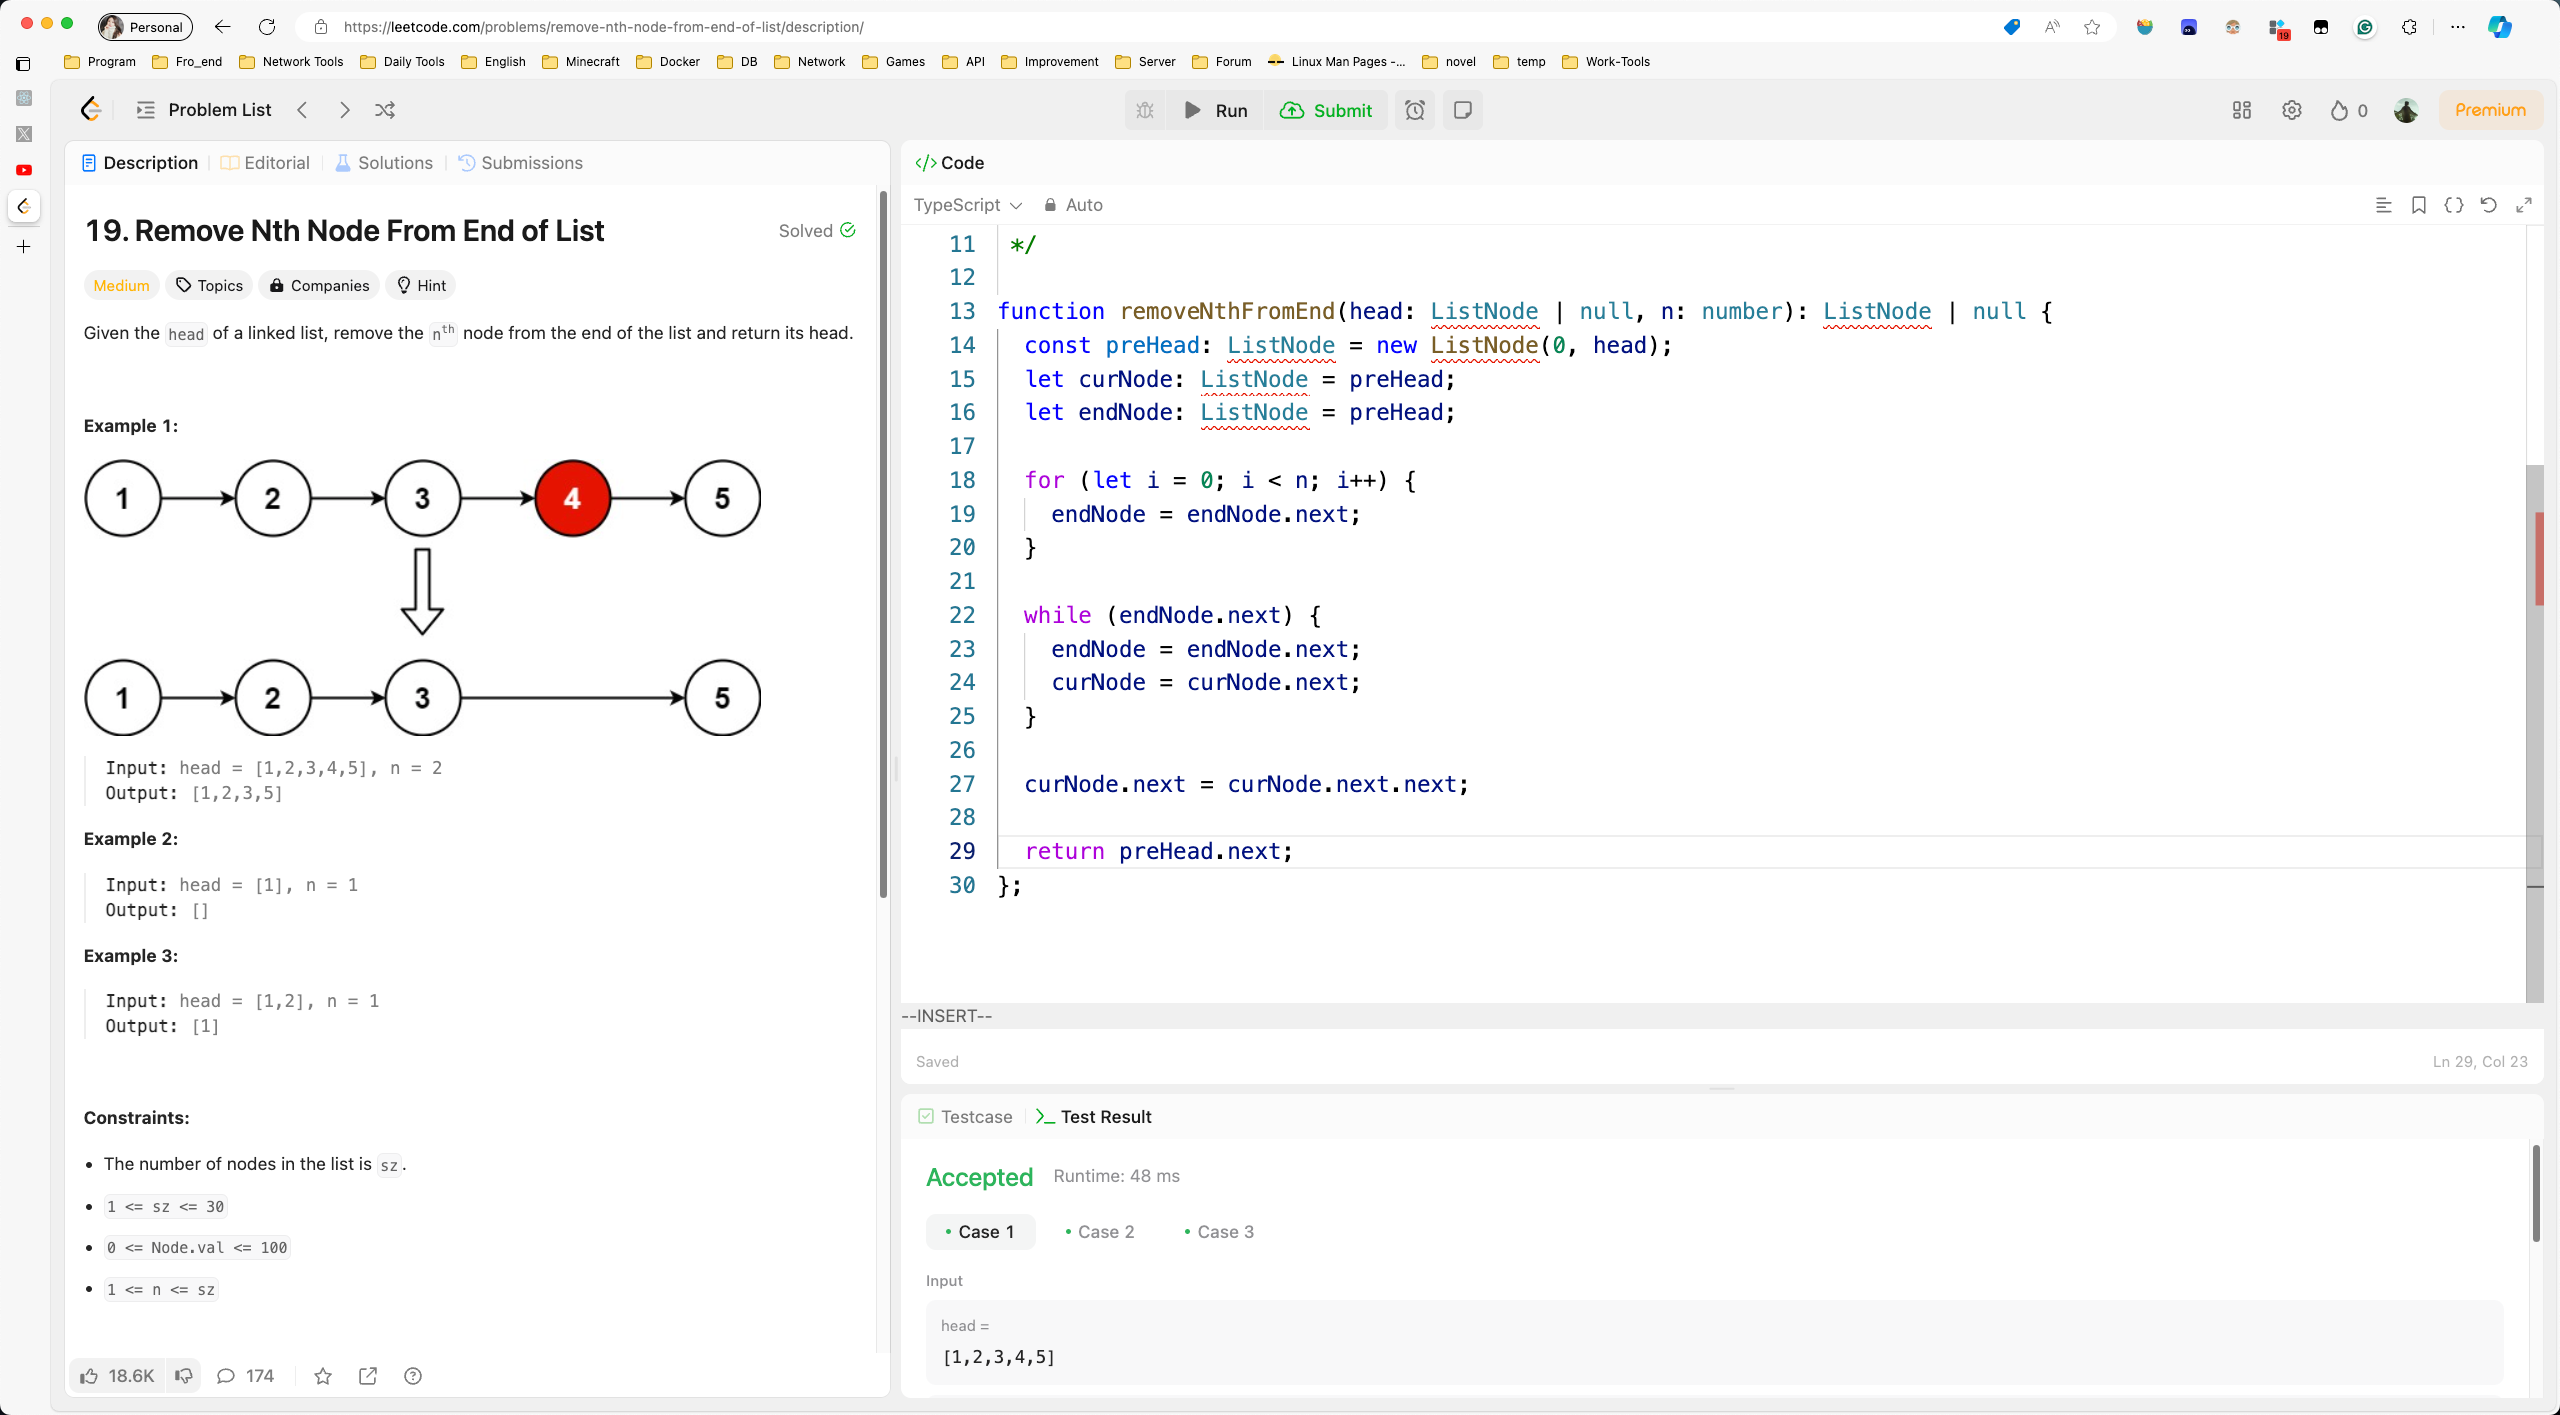 Personal
https://leetcode.com/problems/remove-nth-node-from-end-of-list/description/
19
Program Fro_end Network Tools Daily Tools English Minecraft Docker DB Network Games API Improvement Server Forum Linux Man Pages -... novel temp Work-Tools
Problem List Run Submit 0 Premium
Description Editorial Solutions Submissions
19. Remove Nth Node From End of List
Solved
Medium Topics Companies Hint
Given the head of a linked list, remove the nth node from the end of the list and return its head.
Example 1:
1 2 3 4 5
1 2 3 5
Input: head = [1,2,3,4,5], n = 2
Output: [1,2,3,5]
Example 2:
Input: head = [1], n = 1
Output: []
Example 3:
Input: head = [1,2], n = 1
Output: [1]
Constraints:
• The number of nodes in the list is sz.
• 1 <= sz <= 30
• 0 <= Node.val <= 100
• 1 <= n <= sz
18.6K 174
</> Code
TypeScript Auto
11 */
12
13 function removeNthFromEnd(head: ListNode | null, n: number): ListNode | null {
14 const preHead: ListNode = new ListNode(0, head);
15 let curNode: ListNode = preHead;
16 let endNode: ListNode = preHead;
17
18 for (let i = 0; i < n; i++) {
19 endNode = endNode.next;
20 }
21
22 while (endNode.next) {
23 endNode = endNode.next;
24 curNode = curNode.next;
25 }
26
27 curNode.next = curNode.next.next;
28
29 return preHead.next;
30 };
--INSERT--
Saved
Ln 29, Col 23
Testcase >_ Test Result
Accepted Runtime: 48 ms
• Case 1 • Case 2 • Case 3
Input
head =
[1,2,3,4,5]